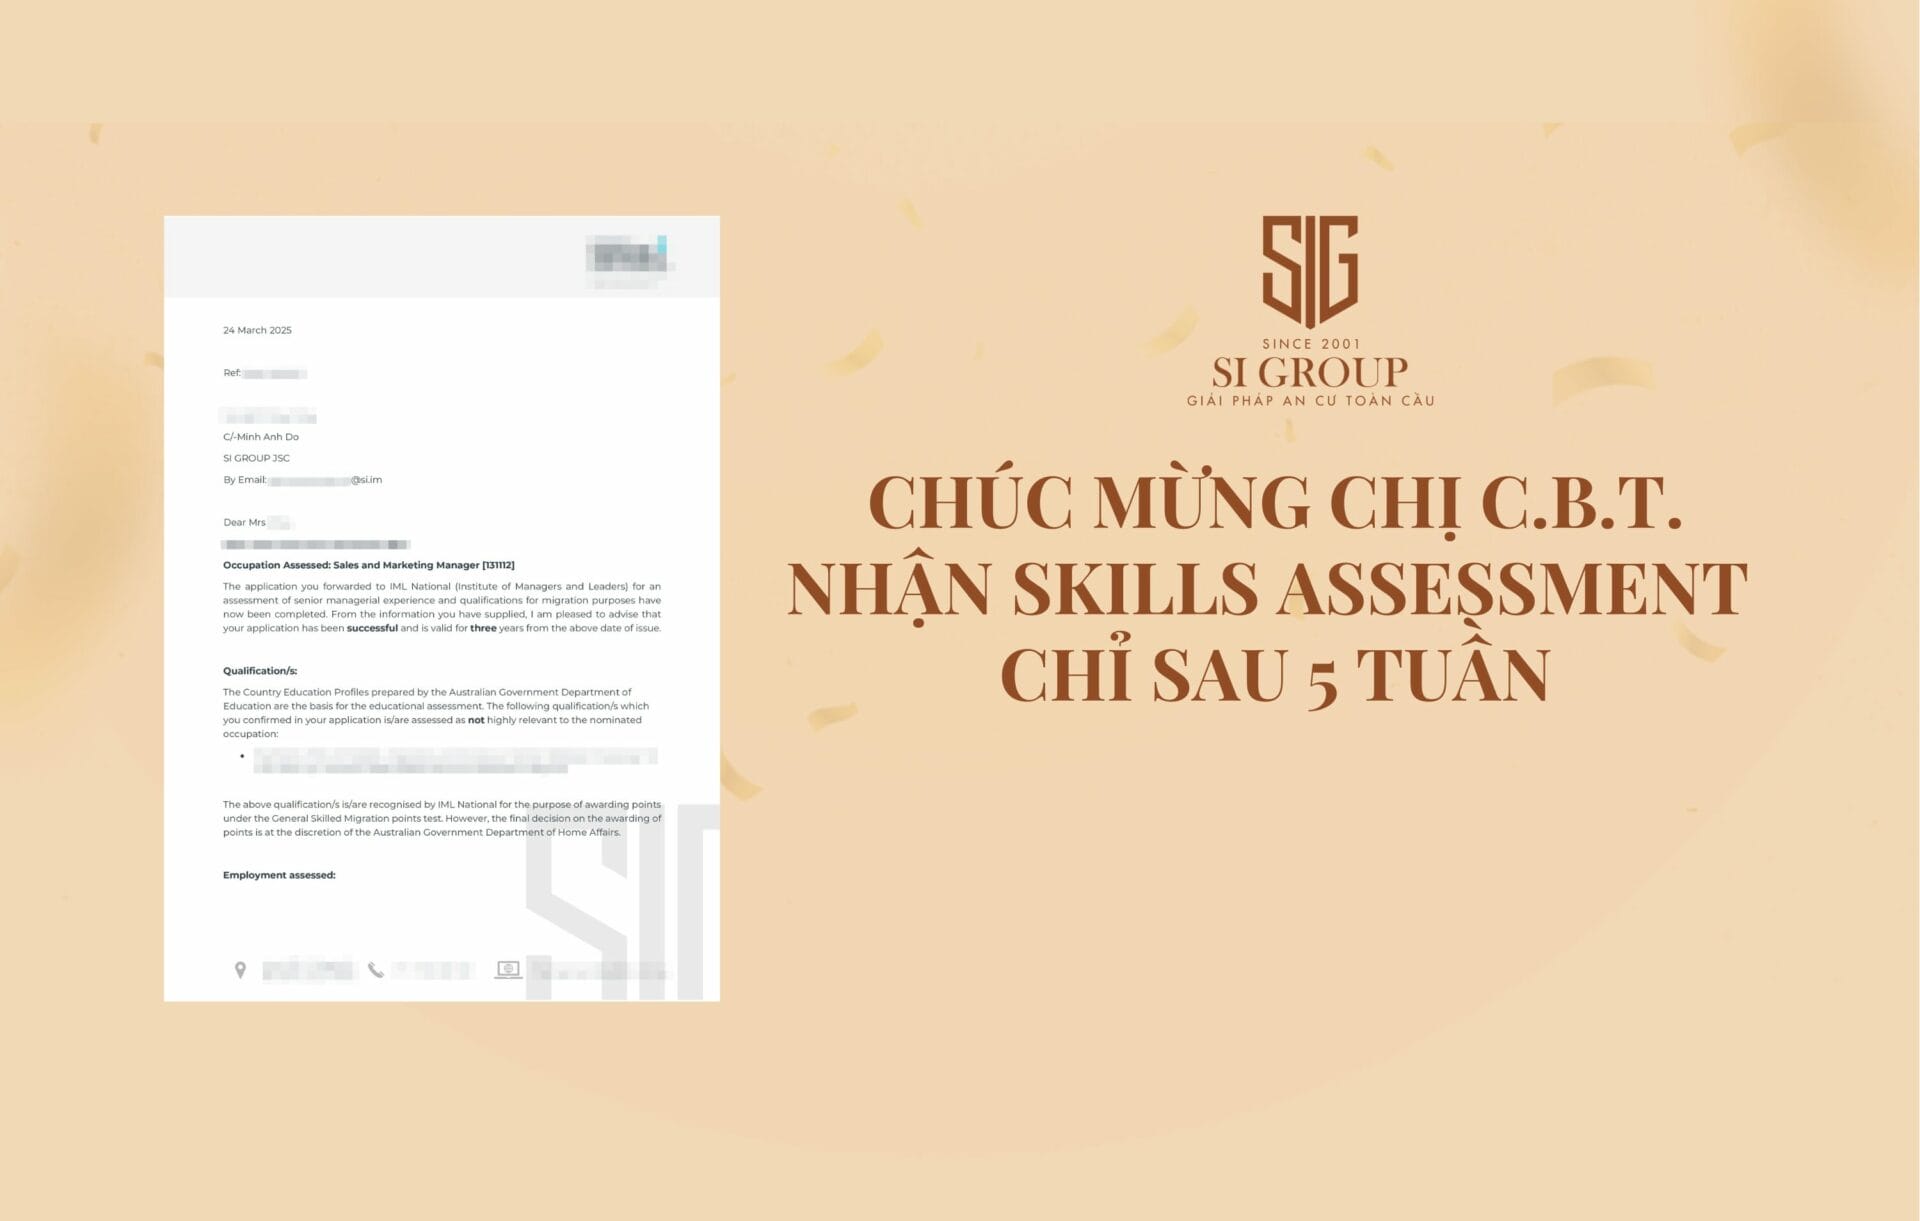 24 March 2025
Ref:
C/-Minh Anh Do
SI GROUP JSC
By Email: @si.im
Dear Mrs
Occupation Assessed: Sales and Marketing Manager [131112]
The application you forwarded to IML National (Institute of Managers and Leaders) for an
assessment of senior managerial experience and qualifications for migration purposes have
now been completed. From the information you have supplied, I am pleased to advise that
your application has been successful and is valid for three years from the above date of issue.
Qualification/s:
The Country Education Profiles prepared by the Australian Government Department of
Education are the basis for the educational assessment. The following qualification/s which
you confirmed in your application is/are assessed as not highly relevant to the nominated
occupation:
The above qualification/s is/are recognised by IML National for the purpose of awarding points
under the General Skilled Migration points test. However, the final decision on the awarding of
points is at the discretion of the Australian Government Department of Home Affairs.
Employment assessed:
SIG
SIG
SINCE 2001
SI GROUP
GIẢI PHÁP AN CƯ TOÀN CẦU
CHÚC MỪNG CHỊ C.B.T.
NHẬN SKILLS ASSESSMENT
CHỈ SAU 5 TUẦN